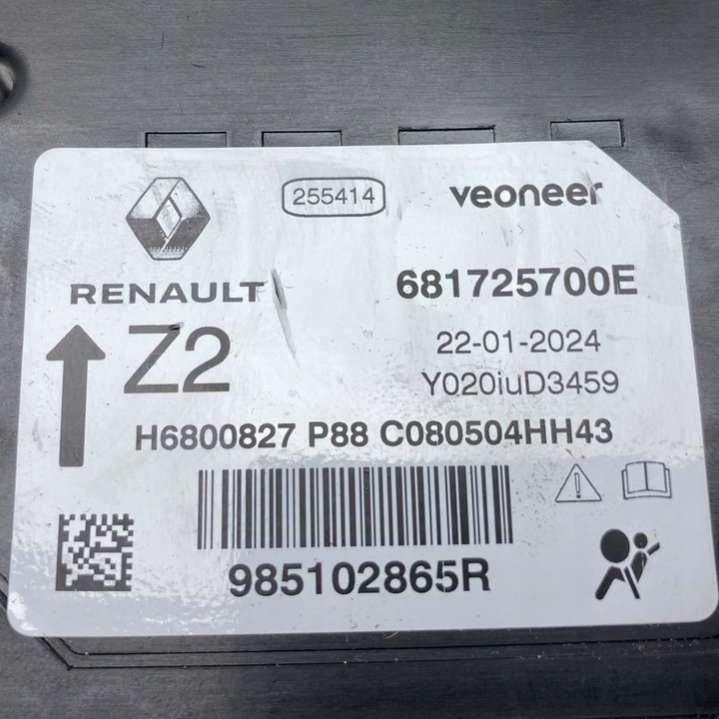 255414
veoneer
RENAULT
681725700E
Z2
22-01-2024
Y020iuD3459
H6800827 P88 C080504HH43
985102865R